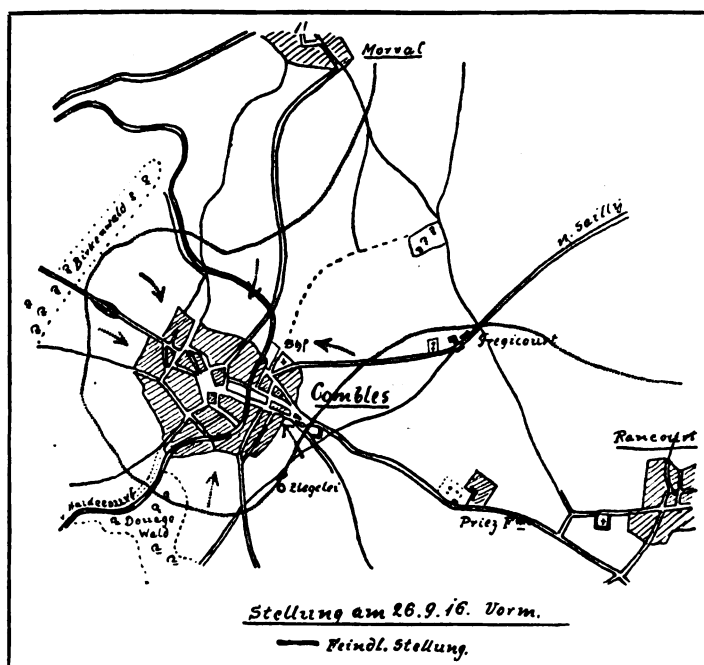 Morval
Birkenwald
n. Sailly
Bhf
Fregicourt
Combles
Rancourt
Ziegelei
Haidecourt
Douage
Wald
Priez F
Stellung am 26.9.16. Vorm.
Feindl. Stellung.